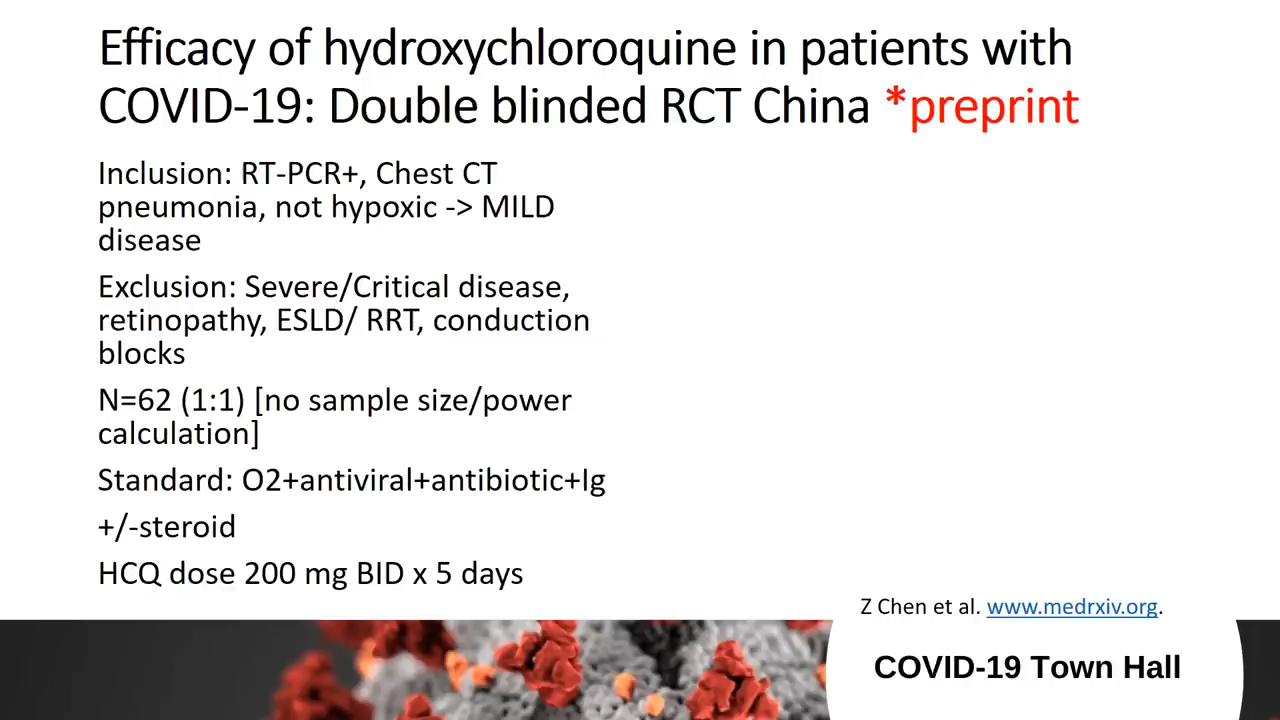 Efficacy of hydroxychloroquine in patients with
COVID-19: Double blinded RCT China *preprint
Inclusion: RT-PCR+, Chest CT
pneumonia, not hypoxic -> MILD
disease
Exclusion: Severe/Critical disease,
retinopathy, ESLD/ RRT, conduction
blocks
N=62 (1:1) [no sample size/power
calculation]
Standard: O2+antiviral+antibiotic+Ig
+/-steroid
HCQ dose 200 mg BID x 5 days
Z Chen et al. www.medrxiv.org.
COVID-19 Town Hall